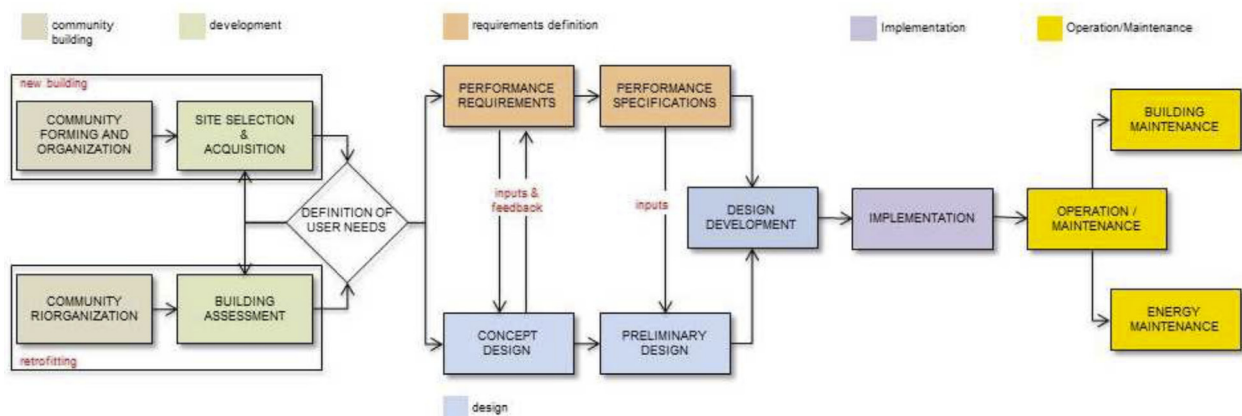 community
building
development
requirements definition
Implementation
Operation/Maintenance
new building
COMMUNITY
FORMING AND
ORGANIZATION
SITE SELECTION
&
ACQUISITION
PERFORMANCE
REQUIREMENTS
PERFORMANCE
SPECIFICATIONS
BUILDING
MAINTENANCE
inputs &
feedback
inputs
DEFINITION OF
USER NEEDS
DESIGN
DEVELOPMENT
IMPLEMENTATION
OPERATION /
MAINTENANCE
COMMUNITY
RIORGANIZATION
BUILDING
ASSESSMENT
retrofitting
CONCEPT
DESIGN
PRELIMINARY
DESIGN
ENERGY
MAINTENANCE
design